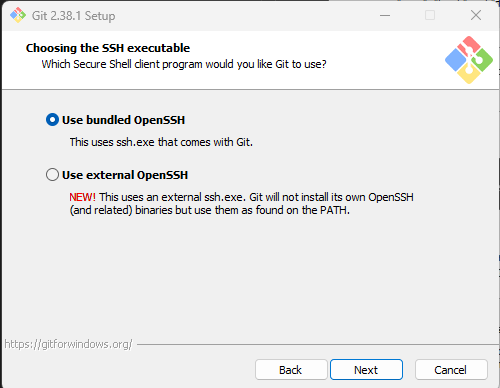 Git 2.38.1 Setup
Choosing the SSH executable
Which Secure Shell client program would you like Git to use?
Use bundled OpenSSH
This uses ssh.exe that comes with Git.
Use external OpenSSH
NEW! This uses an external ssh.exe. Git will not install its own OpenSSH
(and related) binaries but use them as found on the PATH.
https://gitforwindows.org/
Back Next Cancel